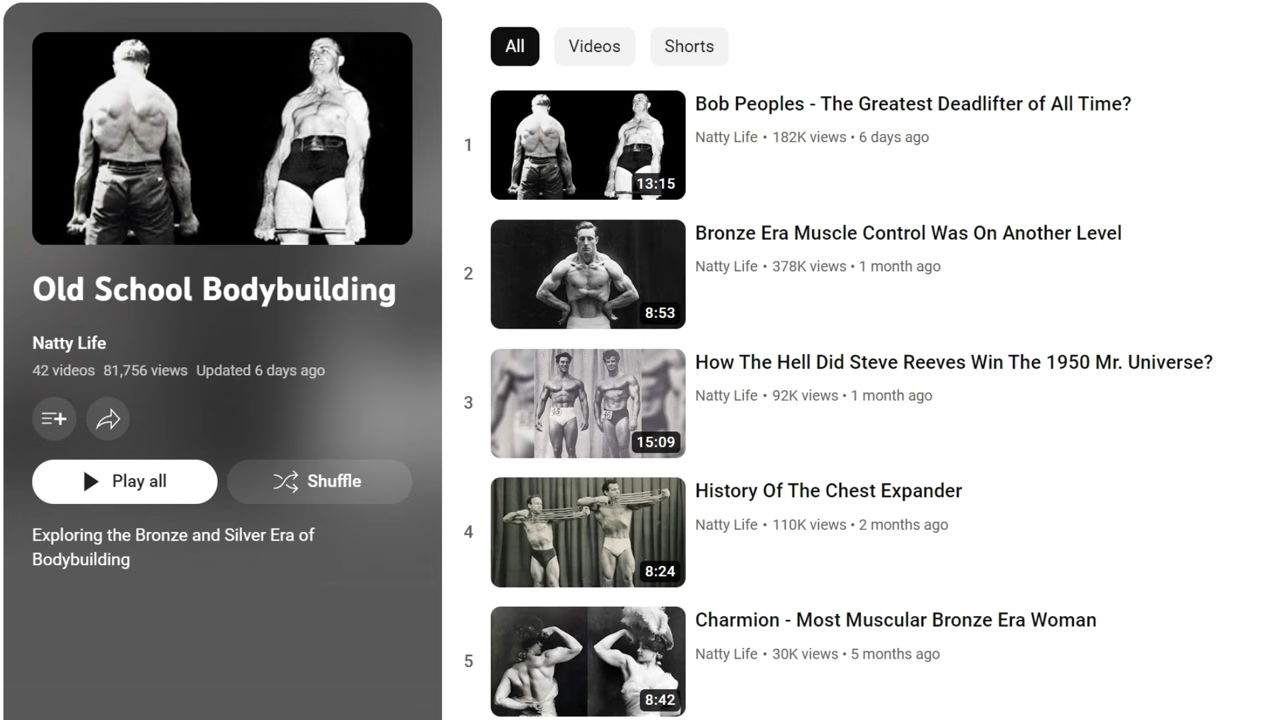 Old School Bodybuilding
Natty Life
42 videos 81,756 views Updated 6 days ago
Play all
Shuffle
Exploring the Bronze and Silver Era of
Bodybuilding
All
Videos
Shorts
1
13:15
Bob Peoples - The Greatest Deadlifter of All Time?
Natty Life • 182K views • 6 days ago
2
8:53
Bronze Era Muscle Control Was On Another Level
Natty Life • 378K views • 1 month ago
3
15:09
How The Hell Did Steve Reeves Win The 1950 Mr. Universe?
Natty Life • 92K views • 1 month ago
4
8:24
History Of The Chest Expander
Natty Life • 110K views • 2 months ago
5
8:42
Charmion - Most Muscular Bronze Era Woman
Natty Life • 30K views • 5 months ago